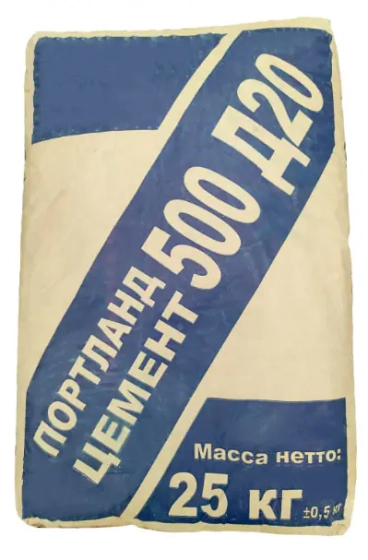 ПОРТЛАНД
ЦЕМЕНТ 500 Д20
Масса нетто:
25 кг ±0,5 кг